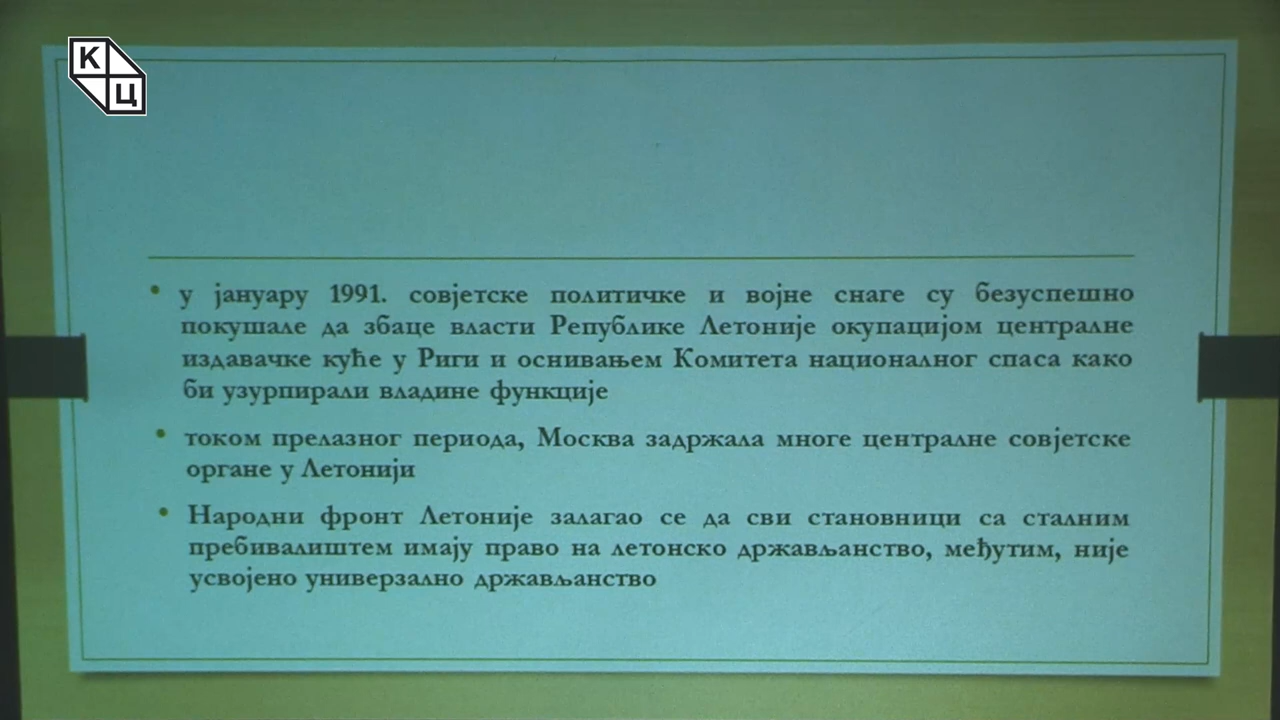 К
Ц
• у јануару 1991. совјетске политичке и војне снаге су безуспешно
покушале да збаце власти Републике Летоније окупацијом централне
издавачке куће у Риги и оснивањем Комитета националног спаса како
би узурпирали владине функције
• током прелазног периода, Москва задржала многе централне совјетске
органе у Летонији
• Народни фронт Летоније залагао се да сви становници са сталним
пребивалиштем имају право на летонско држављанство, међутим, није
усвојено универзално држављанство